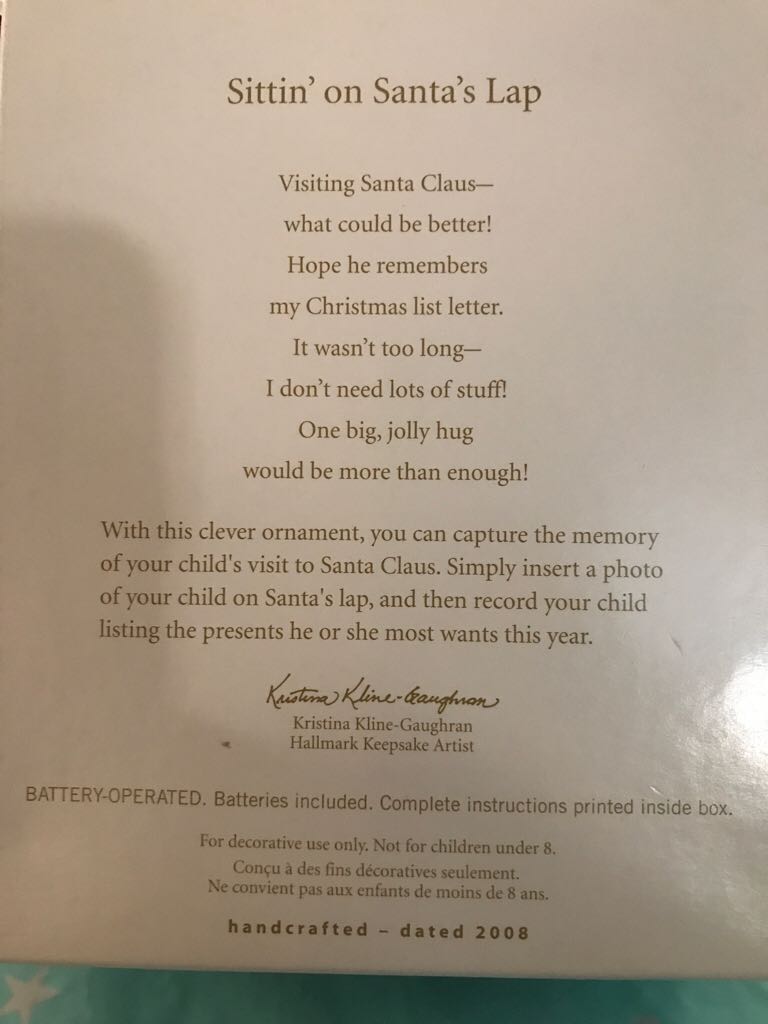 Sittin’ on Santa’s Lap
Visiting Santa Claus—
what could be better!
Hope he remembers
my Christmas list letter.
It wasn’t too long—
I don’t need lots of stuff!
One big, jolly hug
would be more than enough!
With this clever ornament, you can capture the memory
of your child's visit to Santa Claus. Simply insert a photo
of your child on Santa's lap, and then record your child
listing the presents he or she most wants this year.
Kristina Kline-Gaughran
Kristina Kline-Gaughran
Hallmark Keepsake Artist
BATTERY-OPERATED. Batteries included. Complete instructions printed inside box.
For decorative use only. Not for children under 8.
Conçu à des fins décoratives seulement.
Ne convient pas aux enfants de moins de 8 ans.
handcrafted – dated 2008